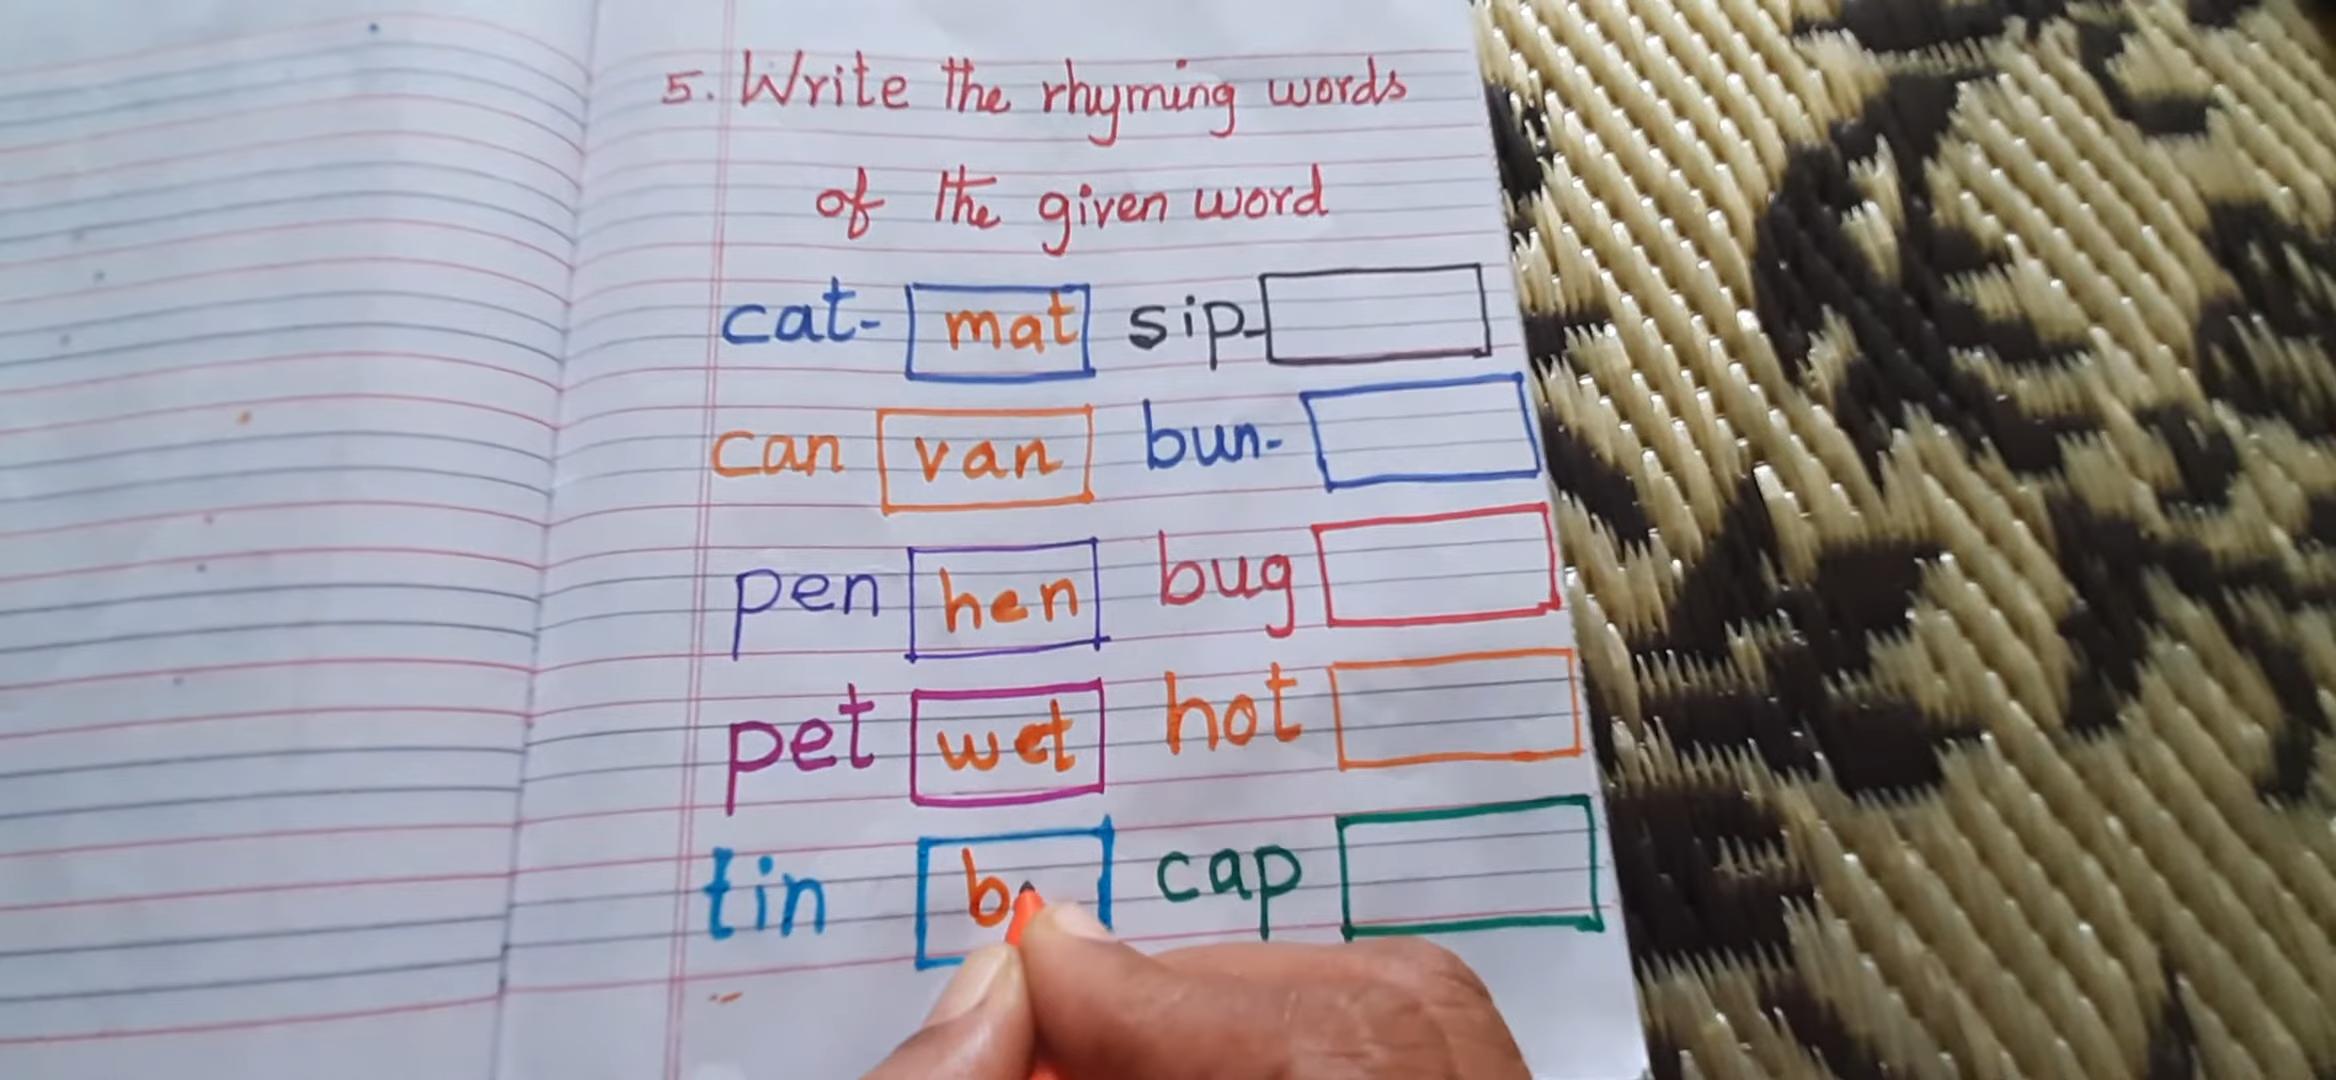 5. Write the rhyming words
of the given word
cat- mat sip-
can van bun-
pen hen bug
pet wet hot
tin b cap